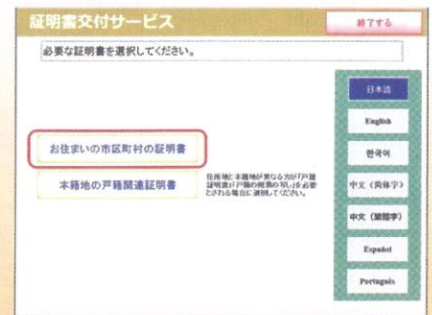 証明書交付サービス
終了する
必要な証明書を選択してください。
お住まいの市区町村の証明書
本籍地の戸籍関連証明書
住所地と本籍地が異なる方が「戸籍
証明書」「戸籍の附票の写し」を必要
とされる場合に選択してください。
日本語
English
한국어
中文（简体字）
中文（繁體字）
Español
Português